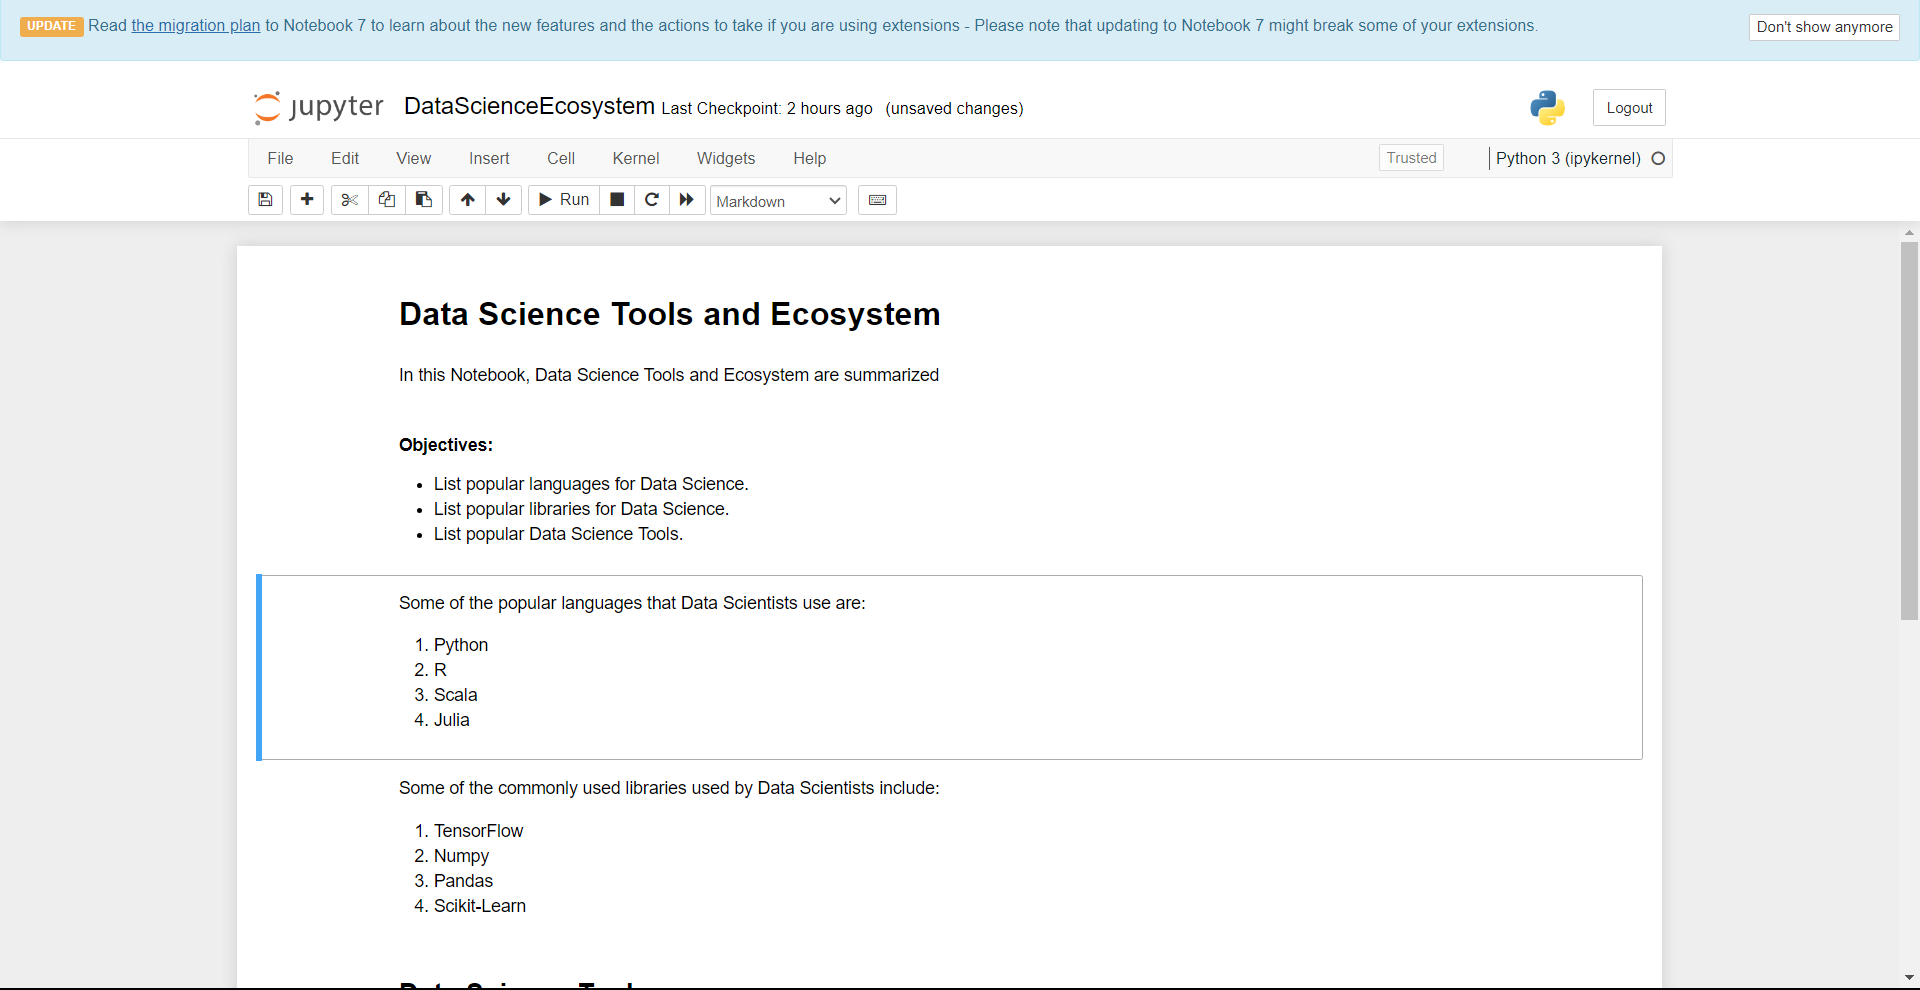 UPDATE Read the migration plan to Notebook 7 to learn about the new features and the actions to take if you are using extensions - Please note that updating to Notebook 7 might break some of your extensions. Don't show anymore
jupyter DataScienceEcosystem Last Checkpoint: 2 hours ago (unsaved changes) Logout
File Edit View Insert Cell Kernel Widgets Help Trusted Python 3 (ipykernel)
Run Markdown
Data Science Tools and Ecosystem
In this Notebook, Data Science Tools and Ecosystem are summarized
Objectives:
• List popular languages for Data Science.
• List popular libraries for Data Science.
• List popular Data Science Tools.
Some of the popular languages that Data Scientists use are:
1. Python
2. R
3. Scala
4. Julia
Some of the commonly used libraries used by Data Scientists include:
1. TensorFlow
2. Numpy
3. Pandas
4. Scikit-Learn